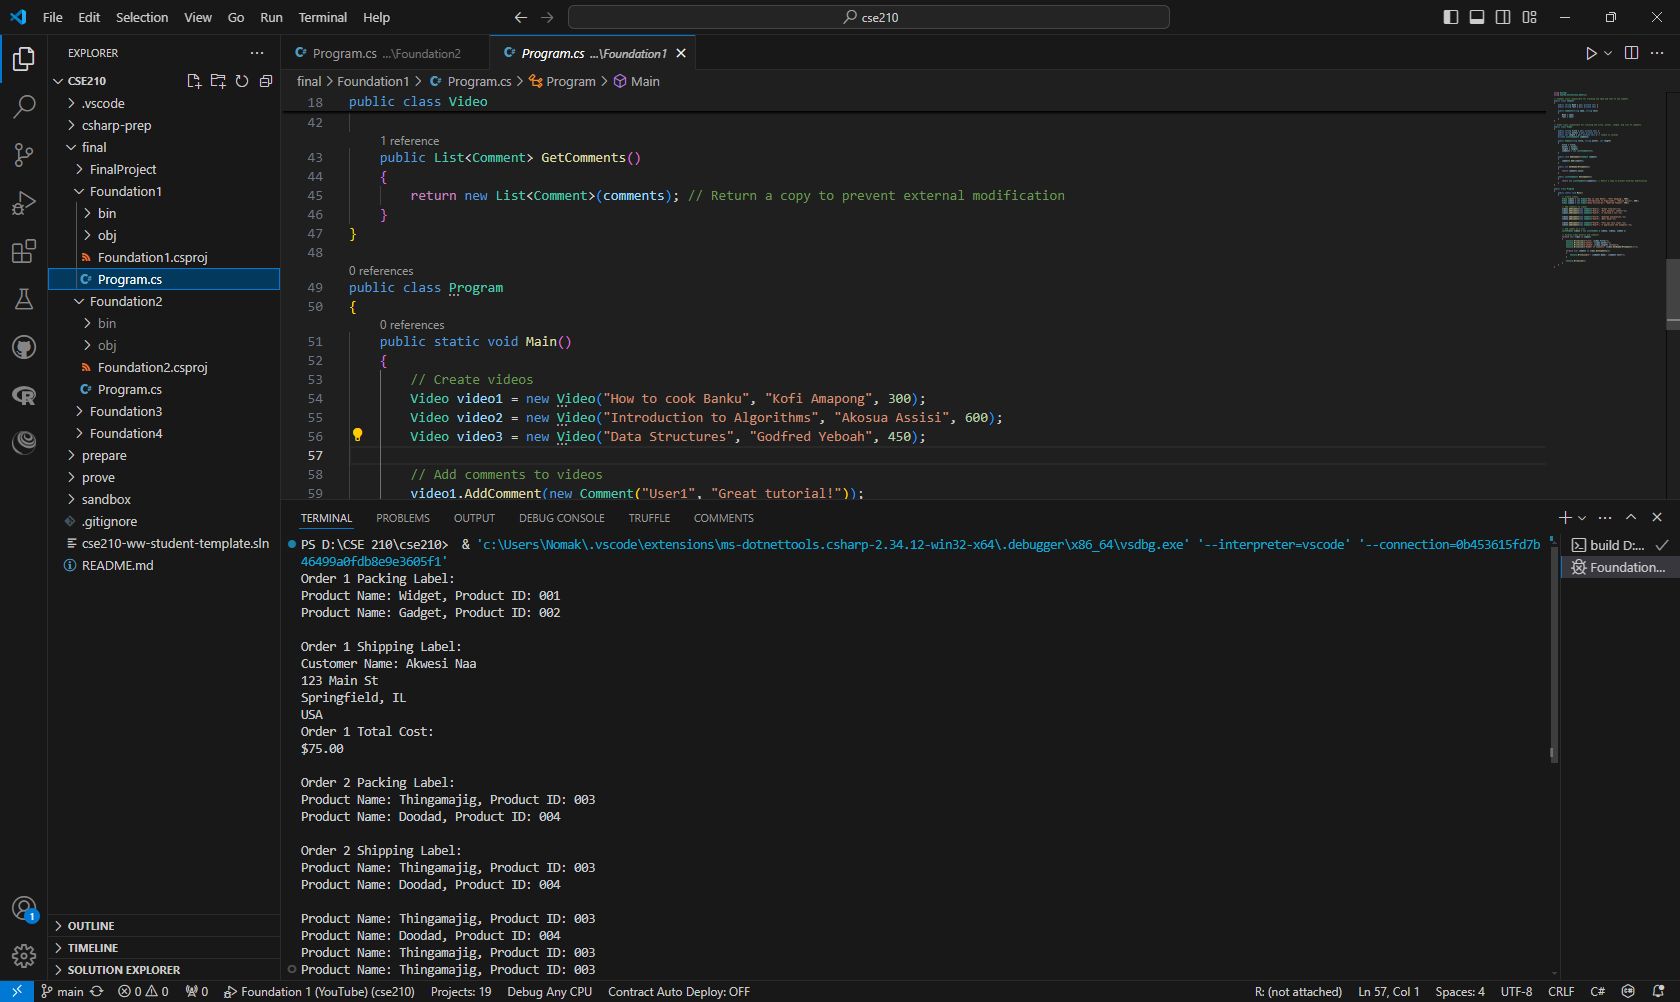 File Edit Selection View Go Run Terminal Help
cse210
EXPLORER
CSE210
.vscode
csharp-prep
final
FinalProject
Foundation1
bin
obj
Foundation1.csproj
C# Program.cs
Foundation2
bin
obj
Foundation2.csproj
C# Program.cs
Foundation3
Foundation4
prepare
prove
sandbox
.gitignore
cse210-ww-student-template.sln
README.md
OUTLINE
TIMELINE
SOLUTION EXPLORER
C# Program.cs ...\Foundation2
C# Program.cs ...\Foundation1
final > Foundation1 > C# Program.cs > Program > Main
18 public class Video
42
1 reference
43 public List<Comment> GetComments()
44 {
45 return new List<Comment>(comments); // Return a copy to prevent external modification
46 }
47 }
48
0 references
49 public class Program
50 {
0 references
51 public static void Main()
52 {
53 // Create videos
54 Video video1 = new Video("How to cook Banku", "Kofi Amapong", 300);
55 Video video2 = new Video("Introduction to Algorithms", "Akosua Assisi", 600);
56 Video video3 = new Video("Data Structures", "Godfred Yeboah", 450);
57
58 // Add comments to videos
59 video1.AddComment(new Comment("User1", "Great tutorial!"));
TERMINAL PROBLEMS OUTPUT DEBUG CONSOLE TRUFFLE COMMENTS
PS D:\CSE 210\cse210> & 'c:\Users\Nomak\.vscode\extensions\ms-dotnettools.csharp-2.34.12-win32-x64\.debugger\x86_64\vsdbg.exe' '--interpreter=vscode' '--connection=0b453615fd7b
46499a0fdb8e9e3605f1'
Order 1 Packing Label:
Product Name: Widget, Product ID: 001
Product Name: Gadget, Product ID: 002
Order 1 Shipping Label:
Customer Name: Akwesi Naa
123 Main St
Springfield, IL
USA
Order 1 Total Cost:
$75.00
Order 2 Packing Label:
Product Name: Thingamajig, Product ID: 003
Product Name: Doodad, Product ID: 004
Order 2 Shipping Label:
Product Name: Thingamajig, Product ID: 003
Product Name: Doodad, Product ID: 004
Product Name: Thingamajig, Product ID: 003
Product Name: Doodad, Product ID: 004
Product Name: Thingamajig, Product ID: 003
Product Name: Thingamajig, Product ID: 003
build D:...
Foundation...
1
main 0 0 0 Foundation 1 (YouTube) (cse210) Projects: 19 Debug Any CPU Contract Auto Deploy: OFF R: (not attached) Ln 57, Col 1 Spaces: 4 UTF-8 CRLF C#